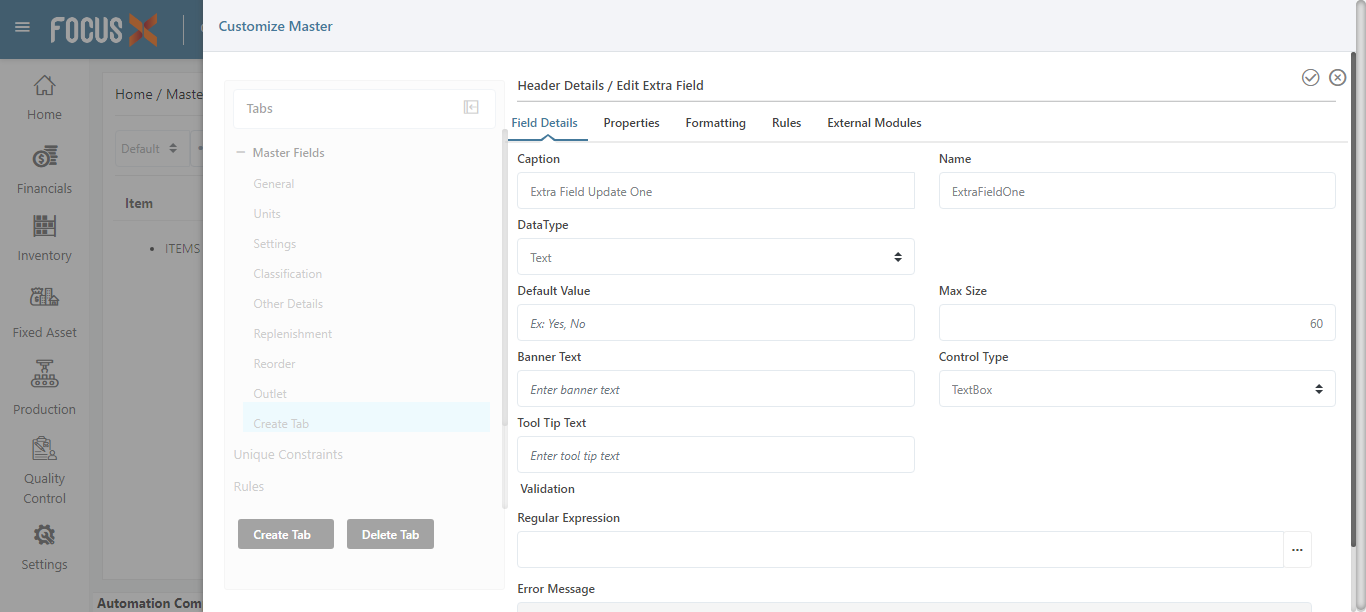 FOCUS X
Customize Master
Home
Financials
Inventory
Fixed Asset
Production
Quality
Control
Settings
Home / Maste
Default
Item
ITEMS
Automation Com
Tabs
Master Fields
General
Units
Settings
Classification
Other Details
Replenishment
Reorder
Outlet
Create Tab
Unique Constraints
Rules
Create Tab
Delete Tab
Header Details / Edit Extra Field
Field Details
Properties
Formatting
Rules
External Modules
Caption
Name
Extra Field Update One
ExtraFieldOne
DataType
Text
Default Value
Max Size
Ex: Yes, No
60
Banner Text
Control Type
Enter banner text
TextBox
Tool Tip Text
Enter tool tip text
Validation
Regular Expression
...
Error Message